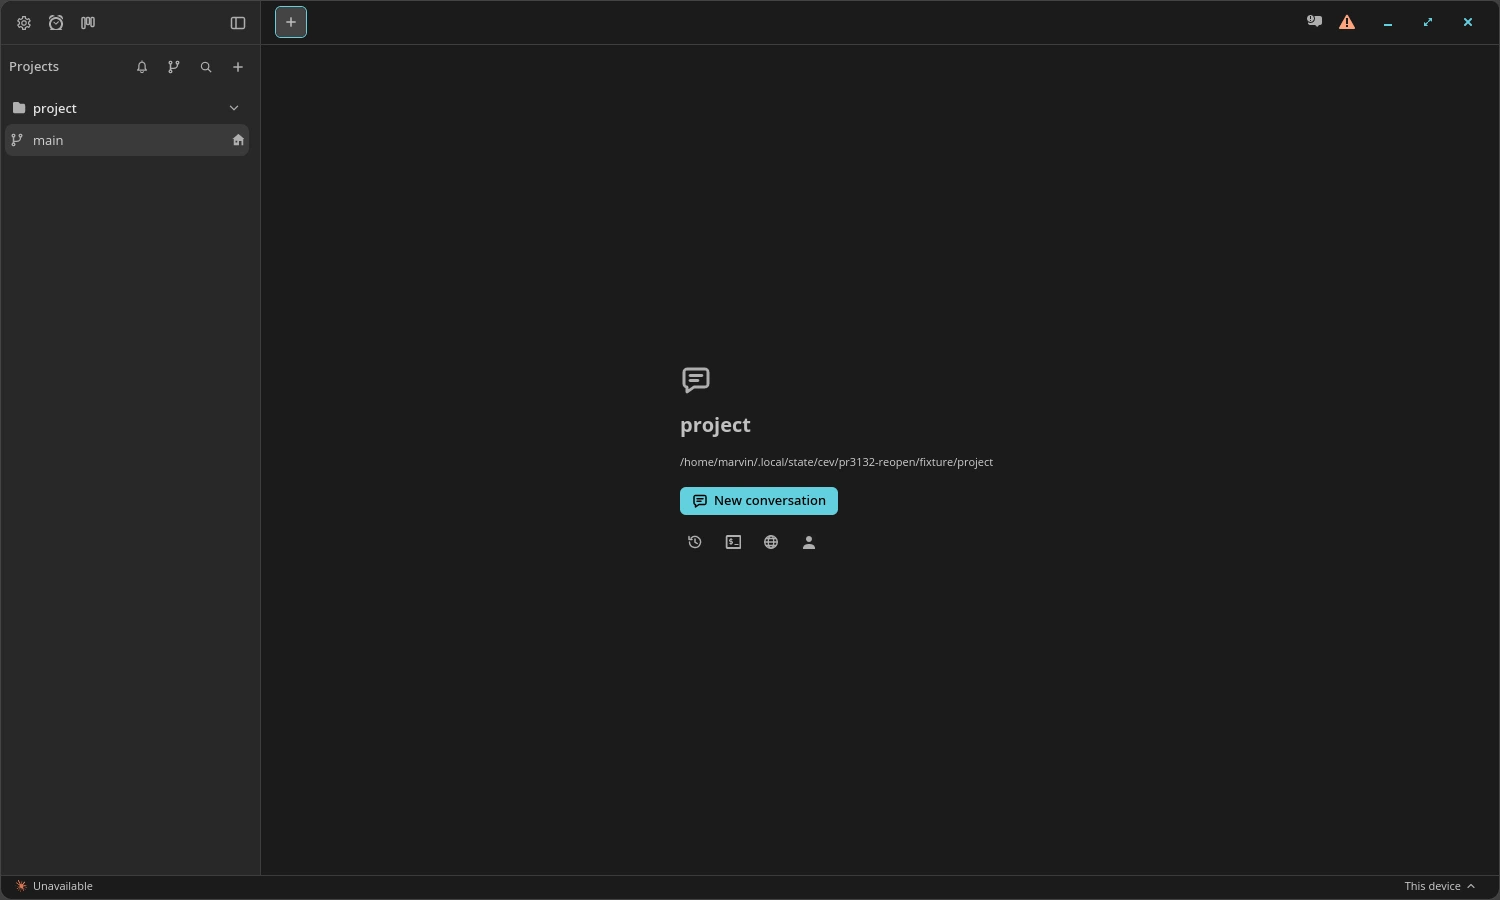 Projects
project
main
project
/home/marvin/.local/state/cev/pr3132-reopen/fixture/project
New conversation
Unavailable
This device